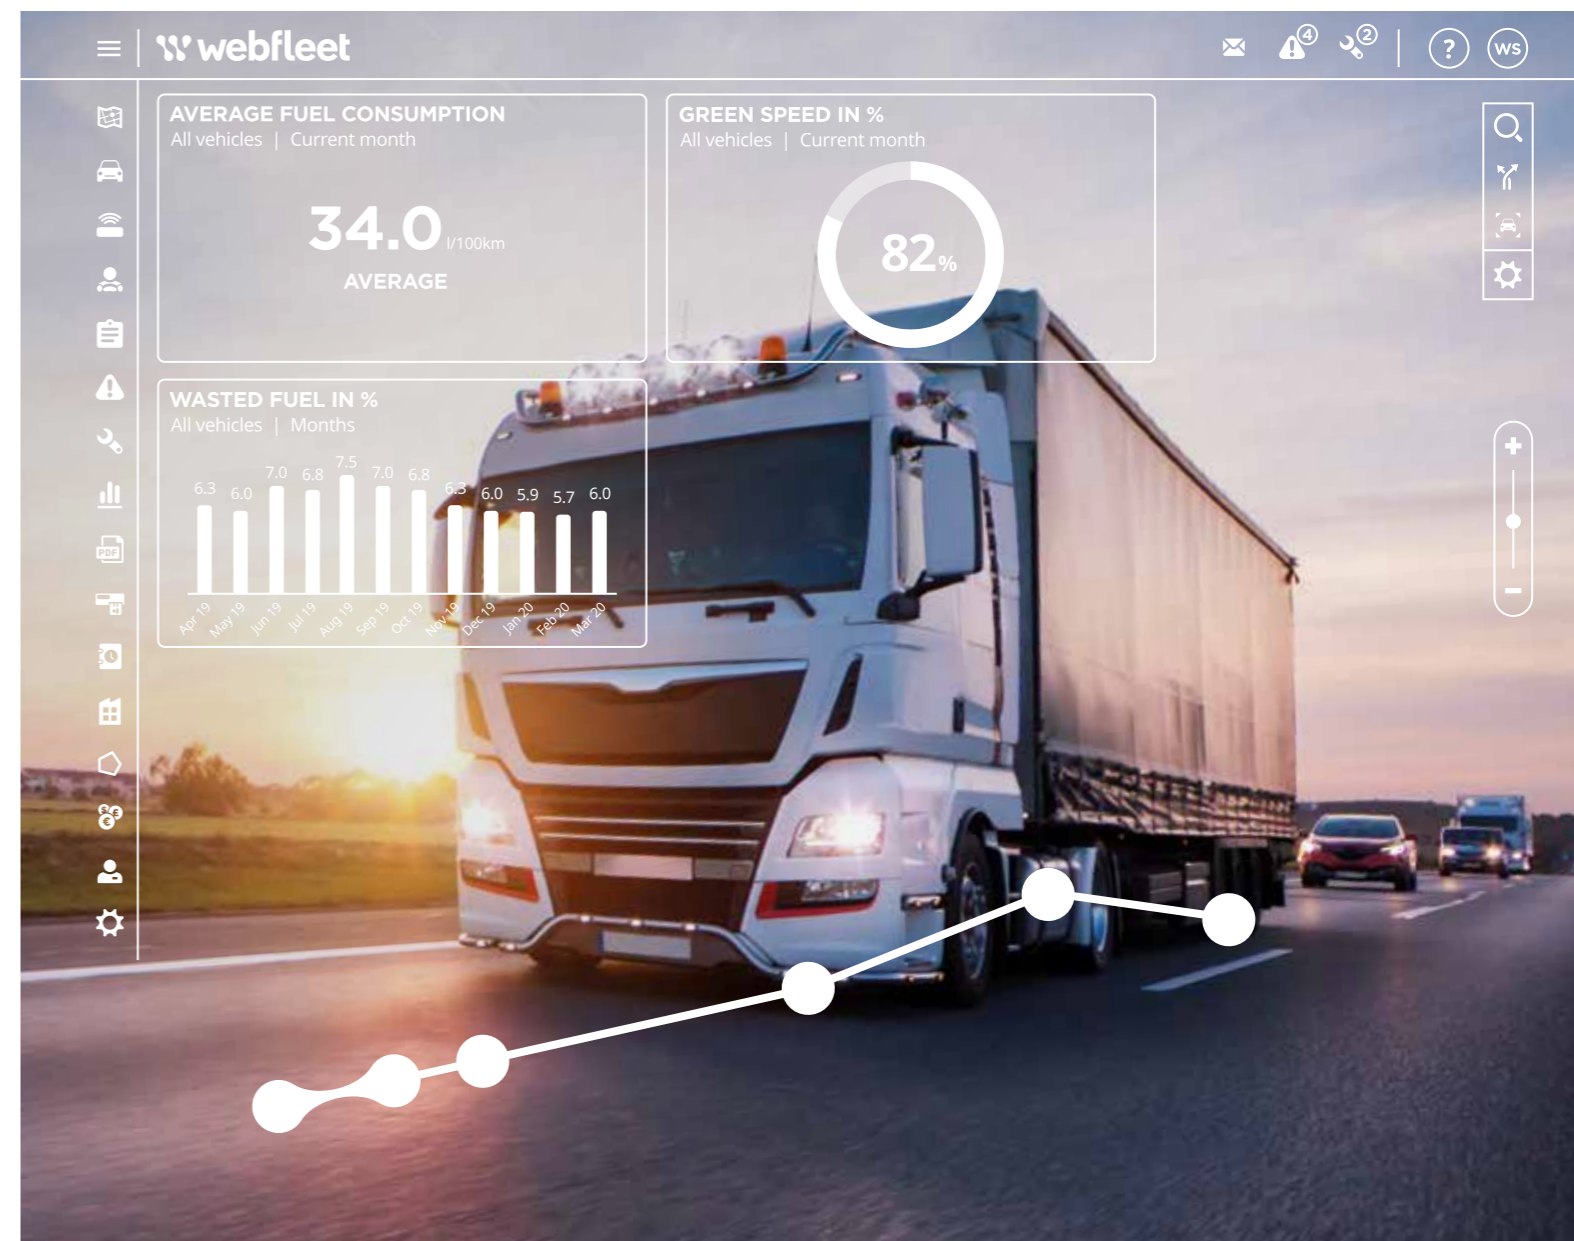 webfleet
4
2
?
WS
AVERAGE FUEL CONSUMPTION
All vehicles | Current month
34.0 l/100km
AVERAGE
GREEN SPEED IN %
All vehicles | Current month
82%
WASTED FUEL IN %
All vehicles | Months
6.3 6.0 7.0 6.8 7.5 7.0 6.8 6.3 6.0 5.9 5.7 6.0
Apr 19 May 19 Jun 19 Jul 19 Aug 19 Sep 19 Oct 19 Nov 19 Dec 19 Jan 20 Feb 20 Mar 20
PDF